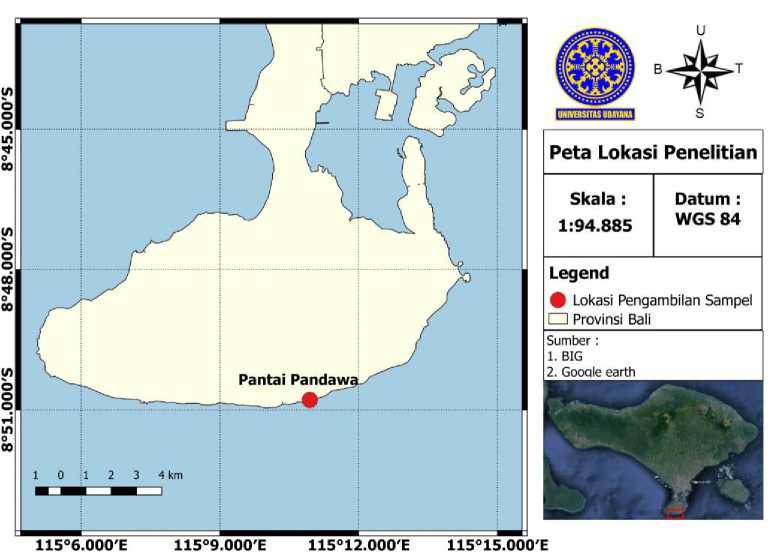 8°45.000'S
8°48.000'S
8°51.000'S
Pantai Pandawa
1 0 1 2 3 4 km
115°6.000'E 115°9.000'E 115°12.000'E 115°15.000'E
UNIVERSITAS UDAYANA
U
B T
S
Peta Lokasi Penelitian
Skala :
1:94.885
Datum :
WGS 84
Legend
Lokasi Pengambilan Sampel
Provinsi Bali
Sumber :
1. BIG
2. Google earth